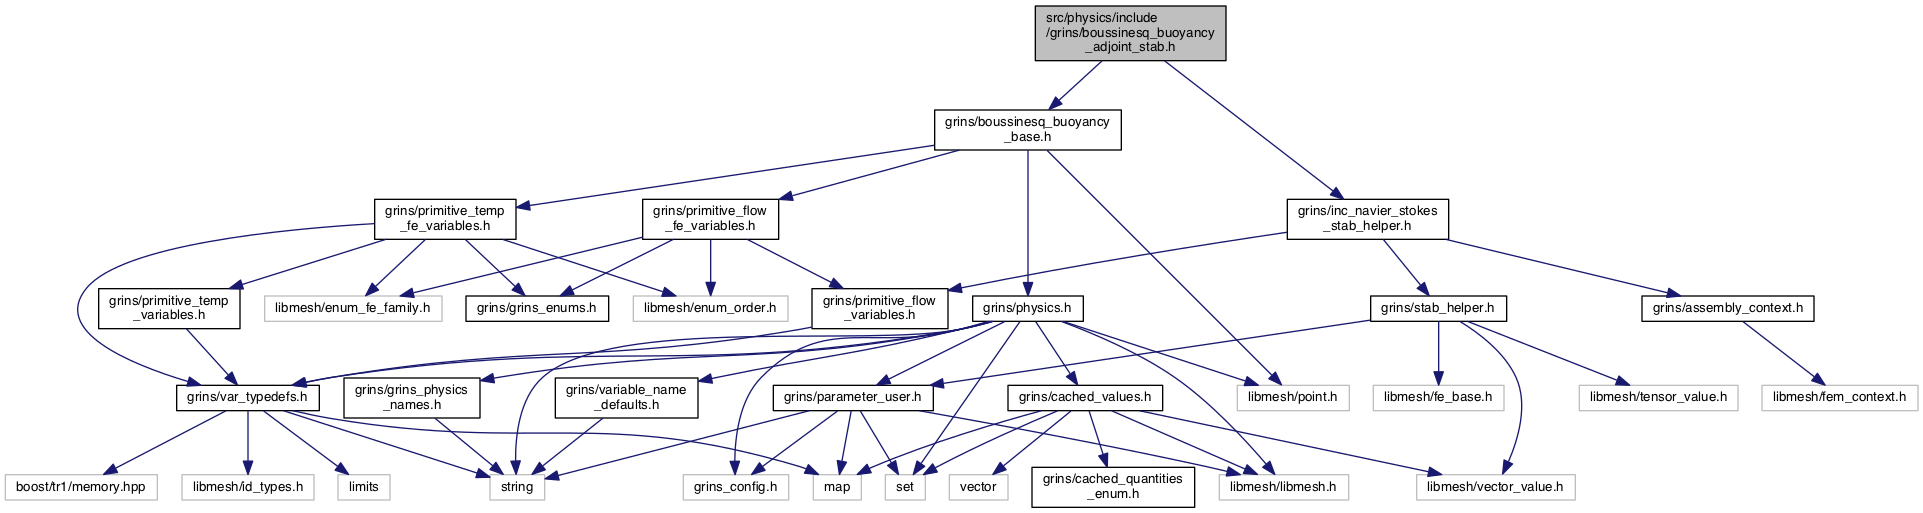 src/physics/include
/grins/boussinesq_buoyancy
_adjoint_stab.h
grins/boussinesq_buoyancy
_base.h
grins/primitive_temp
_fe_variables.h
grins/primitive_flow
_fe_variables.h
grins/inc_navier_stokes
_stab_helper.h
grins/primitive_temp
_variables.h
libmesh/enum_fe_family.h
grins/grins_enums.h
libmesh/enum_order.h
grins/primitive_flow
_variables.h
grins/physics.h
grins/stab_helper.h
grins/assembly_context.h
grins/var_typedefs.h
grins/grins_physics
_names.h
grins/variable_name
_defaults.h
grins/parameter_user.h
grins/cached_values.h
libmesh/point.h
libmesh/fe_base.h
libmesh/tensor_value.h
libmesh/fem_context.h
boost/tr1/memory.hpp
libmesh/id_types.h
limits
string
grins_config.h
map
set
vector
grins/cached_quantities
_enum.h
libmesh/libmesh.h
libmesh/vector_value.h